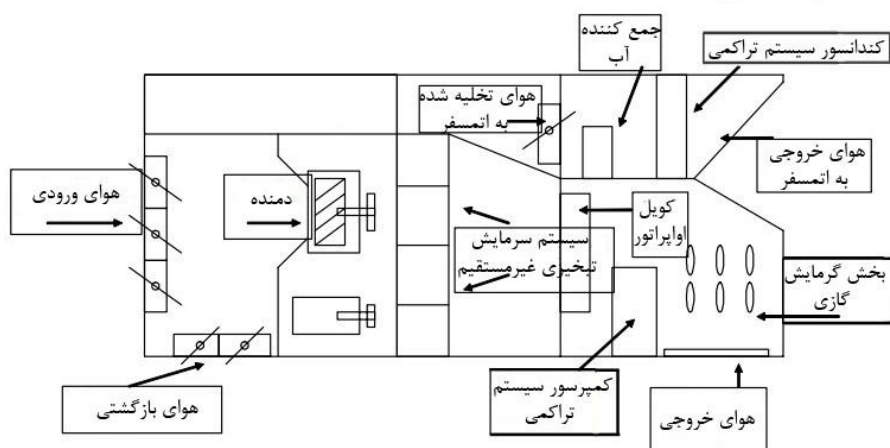 جمع کننده
آب
کندانسور سیستم تراکمی
هوای تخلیه شده
به اتمسفر
هوای خروجی
به اتمسفر
هوای ورودی
دمنده
کویل
اواپراتور
سیستم سرمایش
تبخیری غیرمستقیم
بخش گرمایش
گازی
کمپرسور سیستم
تراکمی
هوای بازگشتی
هوای خروجی